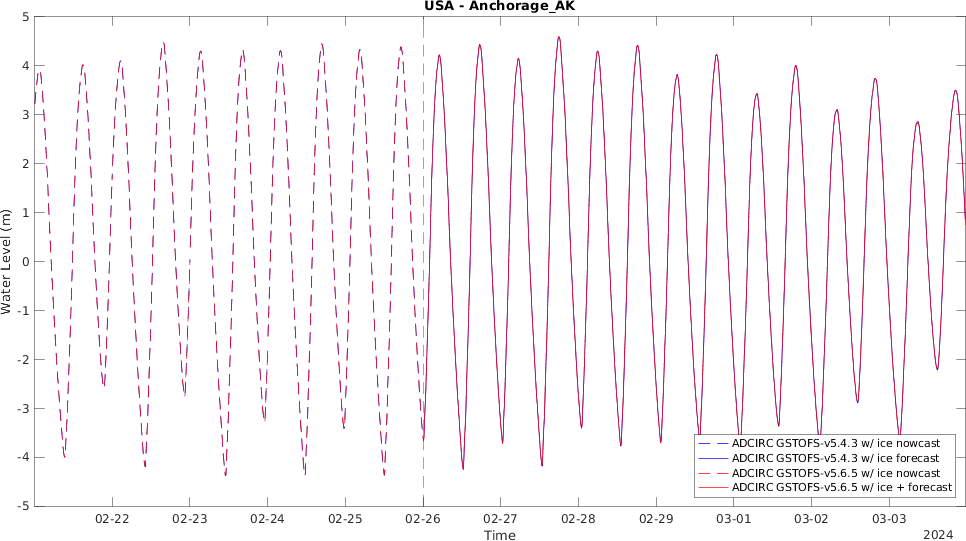 USA - Anchorage_AK
5
4
3
2
1
0
-1
-2
-3
-4
-5
Water Level (m)
ADCIRC GSTOFS-v5.4.3 w/ ice nowcast
ADCIRC GSTOFS-v5.4.3 w/ ice forecast
ADCIRC GSTOFS-v5.6.5 w/ ice nowcast
ADCIRC GSTOFS-v5.6.5 w/ ice + forecast
02-22 02-23 02-24 02-25 02-26 02-27 02-28 02-29 03-01 03-02 03-03
Time
2024